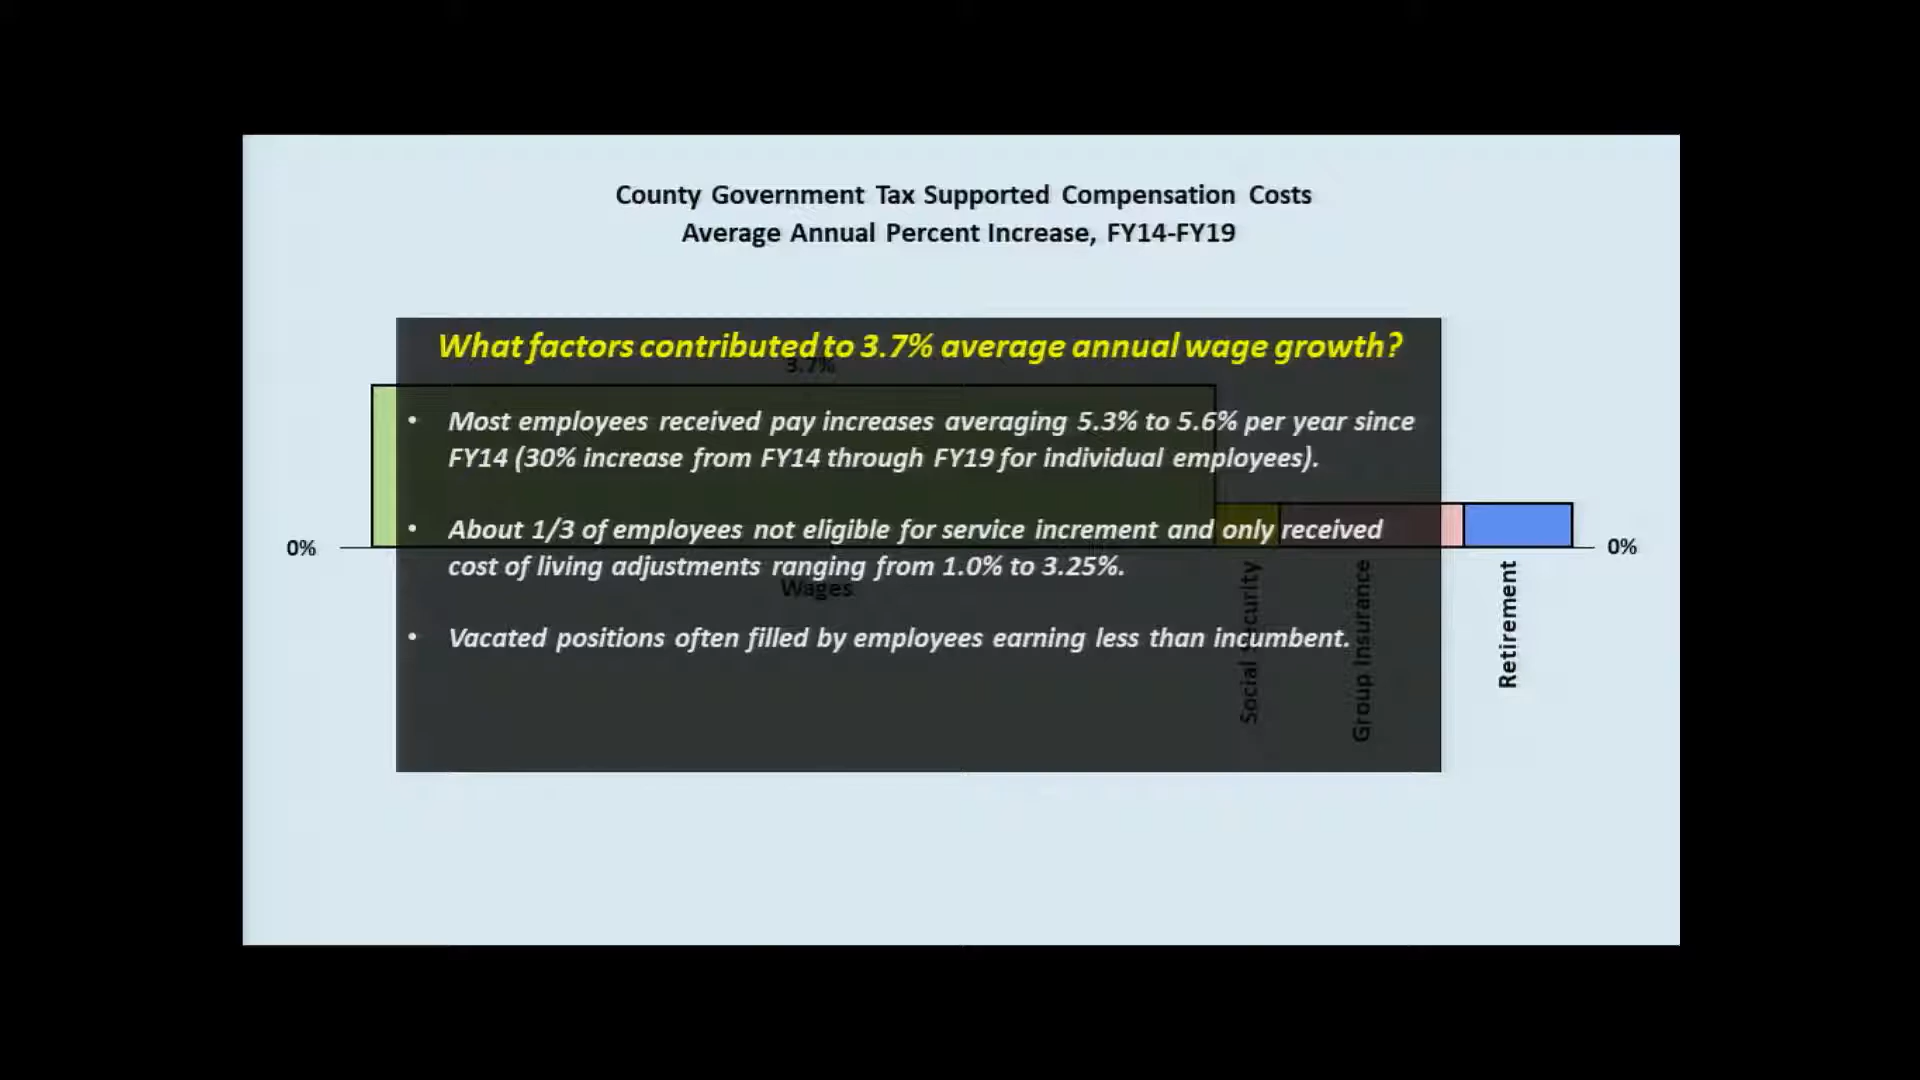 County Government Tax Supported Compensation Costs
Average Annual Percent Increase, FY14-FY19
What factors contributed to 3.7% average annual wage growth?
3.7%
• Most employees received pay increases averaging 5.3% to 5.6% per year since
FY14 (30% increase from FY14 through FY19 for individual employees).
• About 1/3 of employees not eligible for service increment and only received
cost of living adjustments ranging from 1.0% to 3.25%.
• Vacated positions often filled by employees earning less than incumbent.
0%
0%
Wages
Social Security
Group Insurance
Retirement